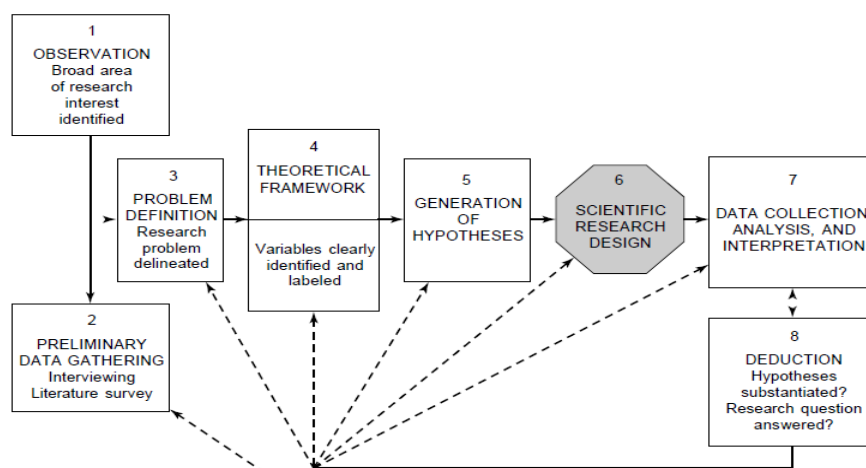 1
OBSERVATION
Broad area
of research
interest
identified
2
PRELIMINARY
DATA GATHERING
Interviewing
Literature survey
3
PROBLEM
DEFINITION
Research
problem
delineated
4
THEORETICAL
FRAMEWORK
Variables clearly
identified and
labeled
5
GENERATION
OF
HYPOTHESES
6
SCIENTIFIC
RESEARCH
DESIGN
7
DATA COLLECTION,
ANALYSIS, AND
INTERPRETATION
8
DEDUCTION
Hypotheses
substantiated?
Research question
answered?